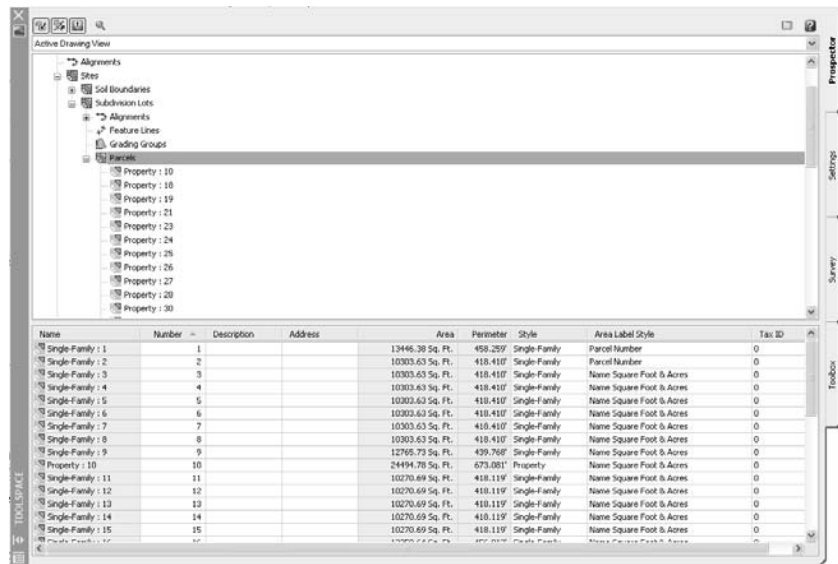 Active Drawing View
Alignments
Sites
Soil Boundaries
Subdivision Lots
Alignments
Feature Lines
Grading Groups
Parcels
Property : 10
Property : 18
Property : 19
Property : 21
Property : 23
Property : 24
Property : 25
Property : 26
Property : 27
Property : 28
Property : 30
Prospector
Settings
Survey
Toolbox
TOOLSPACE
Name Number Description Address Area Perimeter Style Area Label Style Tax ID
Single-Family : 1 1 13446.38 Sq. Ft. 458.259' Single-Family Parcel Number 0
Single-Family : 2 2 10303.63 Sq. Ft. 418.410' Single-Family Parcel Number 0
Single-Family : 3 3 10303.63 Sq. Ft. 418.410' Single-Family Name Square Foot & Acres 0
Single-Family : 4 4 10303.63 Sq. Ft. 418.410' Single-Family Name Square Foot & Acres 0
Single-Family : 5 5 10303.63 Sq. Ft. 418.410' Single-Family Name Square Foot & Acres 0
Single-Family : 6 6 10303.63 Sq. Ft. 418.410' Single-Family Name Square Foot & Acres 0
Single-Family : 7 7 10303.63 Sq. Ft. 418.410' Single-Family Name Square Foot & Acres 0
Single-Family : 8 8 10303.63 Sq. Ft. 418.410' Single-Family Name Square Foot & Acres 0
Single-Family : 9 9 12765.73 Sq. Ft. 439.768' Single-Family Name Square Foot & Acres 0
Property : 10 10 24494.78 Sq. Ft. 673.081' Property Name Square Foot & Acres 0
Single-Family : 11 11 10270.69 Sq. Ft. 418.119' Single-Family Name Square Foot & Acres 0
Single-Family : 12 12 10270.69 Sq. Ft. 418.119' Single-Family Name Square Foot & Acres 0
Single-Family : 13 13 10270.69 Sq. Ft. 418.119' Single-Family Name Square Foot & Acres 0
Single-Family : 14 14 10270.69 Sq. Ft. 418.119' Single-Family Name Square Foot & Acres 0
Single-Family : 15 15 10270.69 Sq. Ft. 418.119' Single-Family Name Square Foot & Acres 0